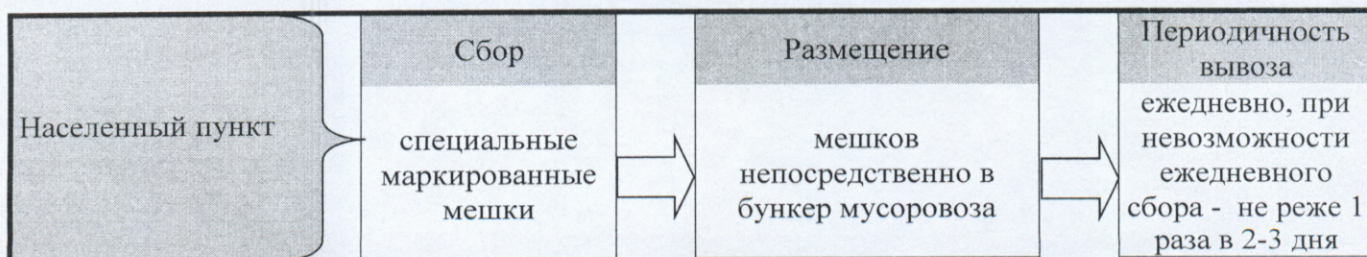 Населенный пункт
Сбор
специальные
маркированные
мешки
Размещение
мешков
непосредственно в
бункер мусоровоза
Периодичность
вывоза
ежедневно, при
невозможности
ежедневного
сбора - не реже 1
раза в 2-3 дня